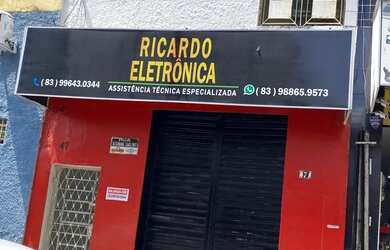 RICARDO
ELETRÔNICA
ASSISTÊNCIA TÉCNICA ESPECIALIZADA
(83) 99643.0344
(83) 98865.9573